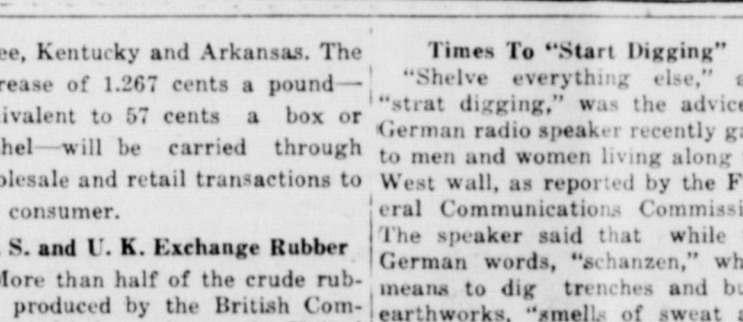 ee, Kentucky and Arkansas. The
rease of 1.267 cents a pound—
ivalent to 57 cents a box or
hel—will be carried through
olesale and retail transactions to
consumer.
S. and U. K. Exchange Rubber
More than half of the crude rub-
produced by the British Com-
Times To "Start Digging"
"Shelve everything else," a
"strat digging," was the advice
German radio speaker recently ga
to men and women living along
West wall, as reported by the F
eral Communications Commissi
The speaker said that while
German words, "schanzen," wh
means to dig trenches and bu
earthworks, "smells of sweat a